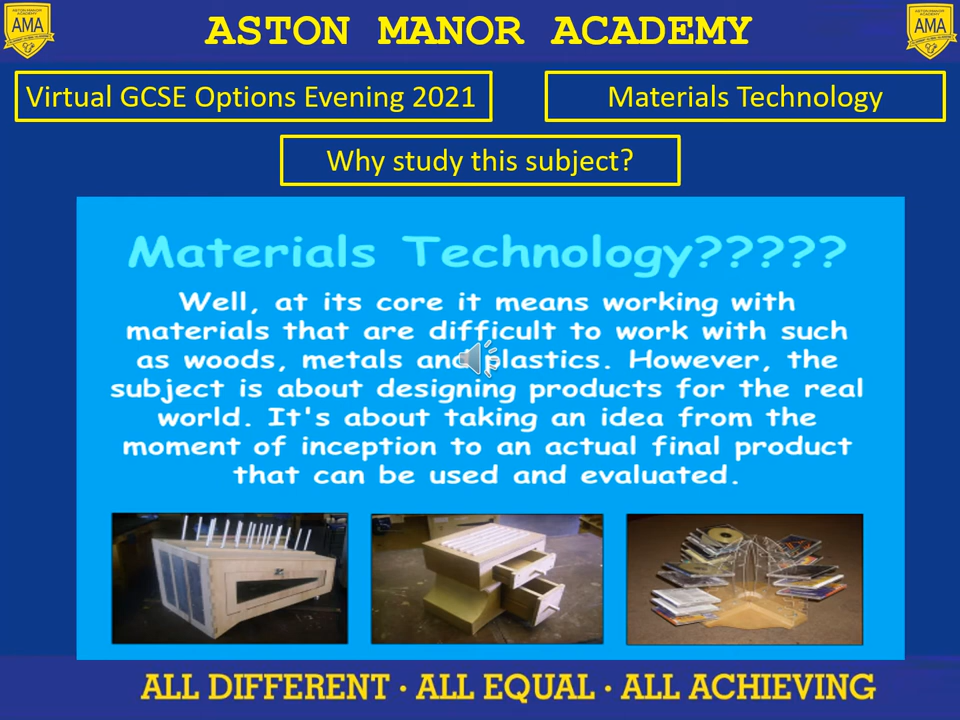 ASTON MANOR ACADEMY
AMA
AMA
Virtual GCSE Options Evening 2021
Materials Technology
Why study this subject?
Materials Technology?????
Well, at its core it means working with
materials that are difficult to work with such
as woods, metals and plastics. However, the
subject is about designing products for the real
world. It's about taking an idea from the
moment of inception to an actual final product
that can be used and evaluated.
ALL DIFFERENT · ALL EQUAL · ALL ACHIEVING